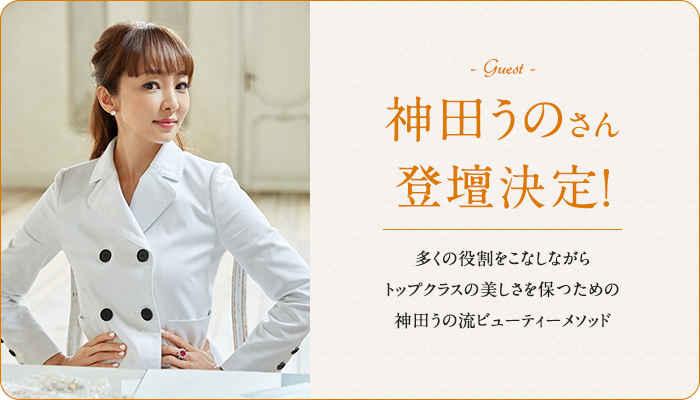 - Guest -
神田うのさん
登壇決定!
多くの役割をこなしながら
トップクラスの美しさを保つための
神田うの流ビューティーメソッド